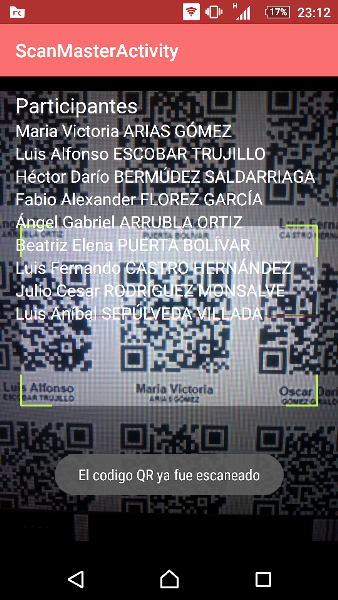 17% 23:12
ScanMasterActivity
Participantes
Maria Victoria ARIAS GÓMEZ
Luis Alfonso ESCOBAR TRUJILLO
Héctor Darío BERMÚDEZ SALDARRIAGA
Fabio Alexander FLOREZ GARCÍA
Ángel Gabriel ARRUBLA ORTIZ
Beatriz Elena PUERTA BOLÍVAR
Luis Fernando CASTRO HERNÁNDEZ
Julio Cesar RODRÍGUEZ MONSALVE
Luis Aníbal SEPÚLVEDA VILLADA
Luis Alfonso
ESCOBAR TRUJILLO
Maria Victoria
ARIAS GÓMEZ
Oscar Darí
GÓMEZ GIRALD
El codigo QR ya fue escaneado